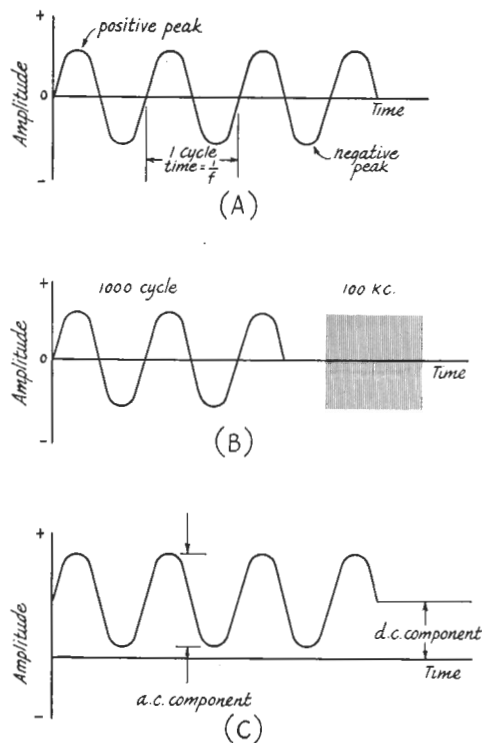 +
positive peak
Amplitude
0
Time
1 cycle
time = 1/f
negative
peak
-
(A)
+
1000 cycle
100 KC.
Amplitude
0
Time
-
(B)
+
Amplitude
d.c. component
Time
a.c. component
-
(C)